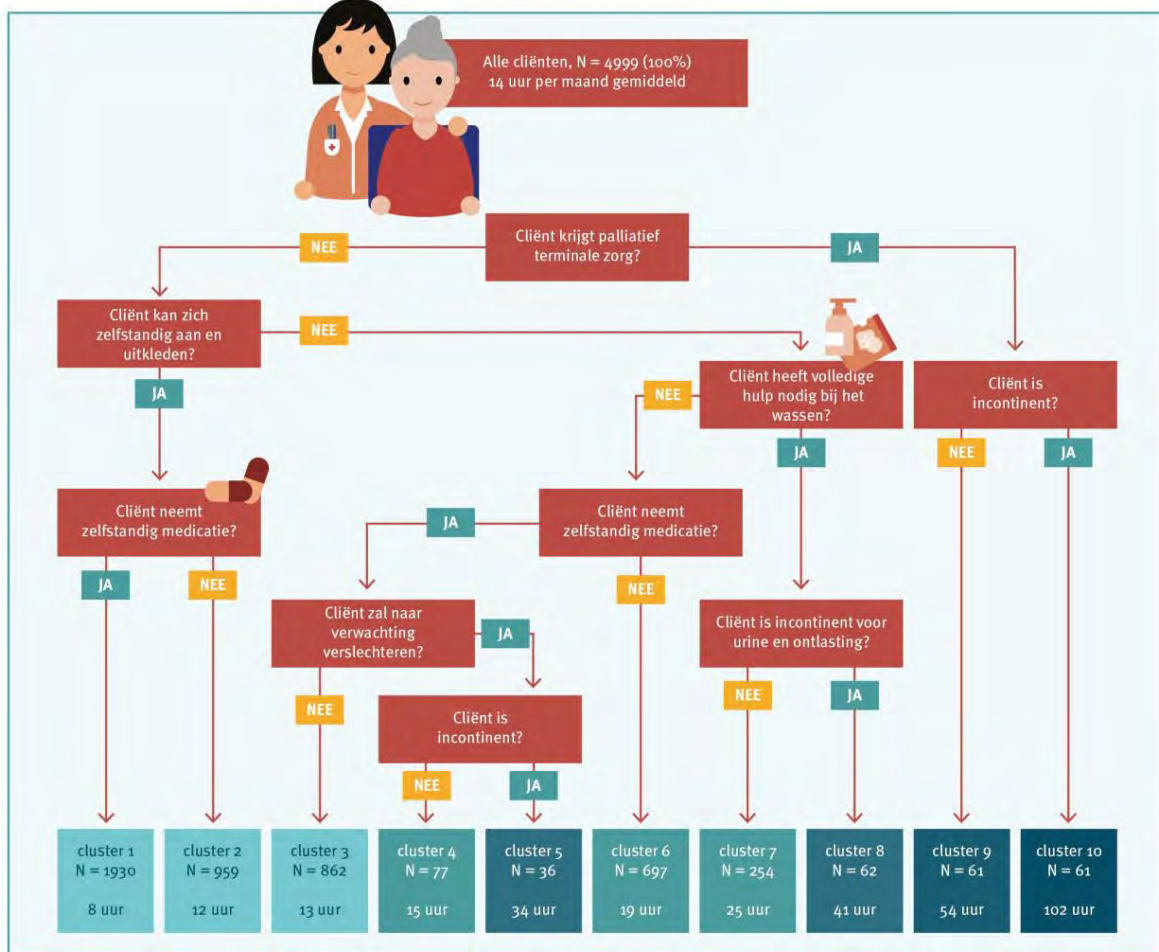 Alle cliënten, N = 4999 (100%)
14 uur per maand gemiddeld
NEE
Cliënt krijgt palliatief
terminale zorg?
JA
Cliënt kan zich
zelfstandig aan en
uitkleden?
NEE
JA
Cliënt heeft volledige
hulp nodig bij het
wassen?
NEE
JA
Cliënt is
incontinent?
NEE
JA
Cliënt neemt
zelfstandig medicatie?
JA
NEE
Cliënt neemt
zelfstandig medicatie?
JA
NEE
Cliënt zal naar
verwachting
verslechteren?
JA
NEE
Cliënt is
incontinent?
NEE
JA
Cliënt is incontinent voor
urine en ontlasting?
NEE
JA
cluster 1
N = 1930
8 uur
cluster 2
N = 959
12 uur
cluster 3
N = 862
13 uur
cluster 4
N = 77
15 uur
cluster 5
N = 36
34 uur
cluster 6
N = 697
19 uur
cluster 7
N = 254
25 uur
cluster 8
N = 62
41 uur
cluster 9
N = 61
54 uur
cluster 10
N = 61
102 uur